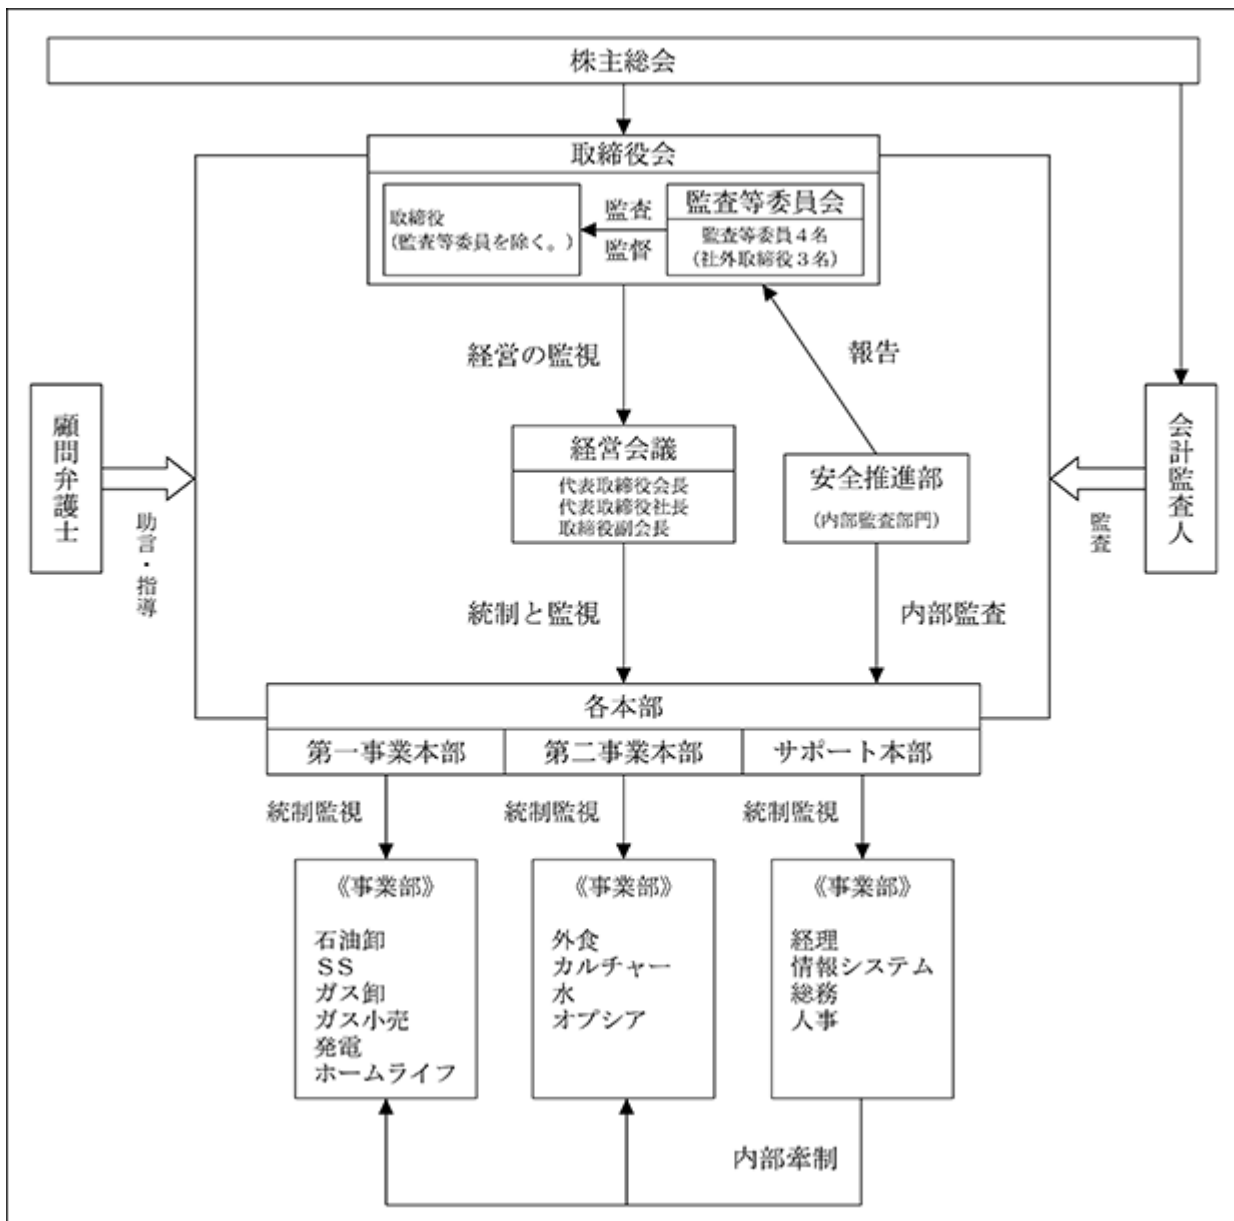 株主総会
取締役会
取締役
(監査等委員を除く。)
監査
監督
監査等委員会
監査等委員４名
(社外取締役３名)
経営の監視
報告
顧問弁護士
助言・指導
経営会議
代表取締役会長
代表取締役社長
取締役副会長
安全推進部
(内部監査部門)
会計監査人
監査
統制と監視
内部監査
各本部
第一事業本部
第二事業本部
サポート本部
統制監視
統制監視
統制監視
《事業部》
石油卸
ＳＳ
ガス卸
ガス小売
発電
ホームライフ
《事業部》
外食
カルチャー
水
オプシア
《事業部》
経理
情報システム
総務
人事
内部牽制